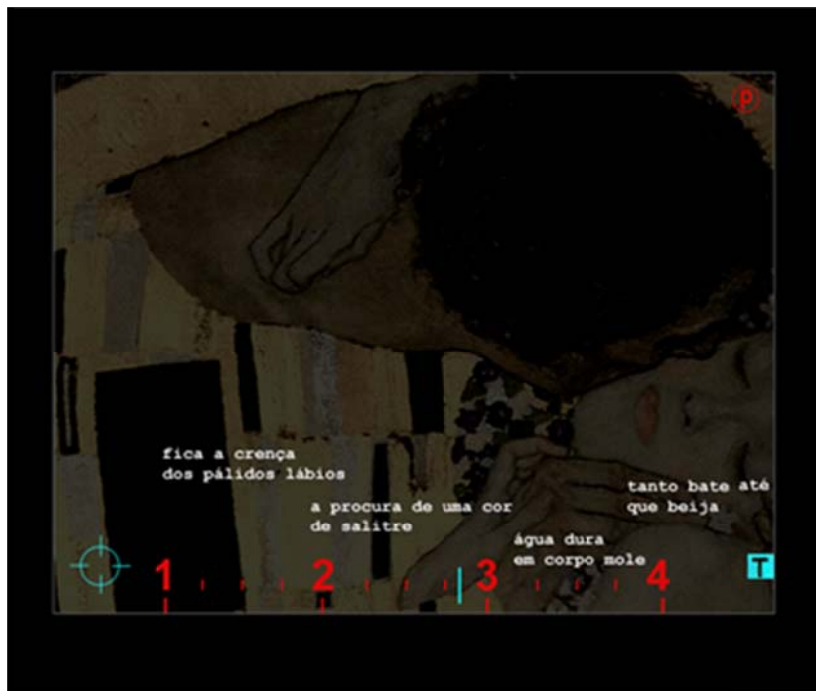 P
fica a crença
dos pálidos lábios
a procura de uma cor
de salitre
tanto bate até
que beija
água dura
em corpo mole
1 2 3 4
T